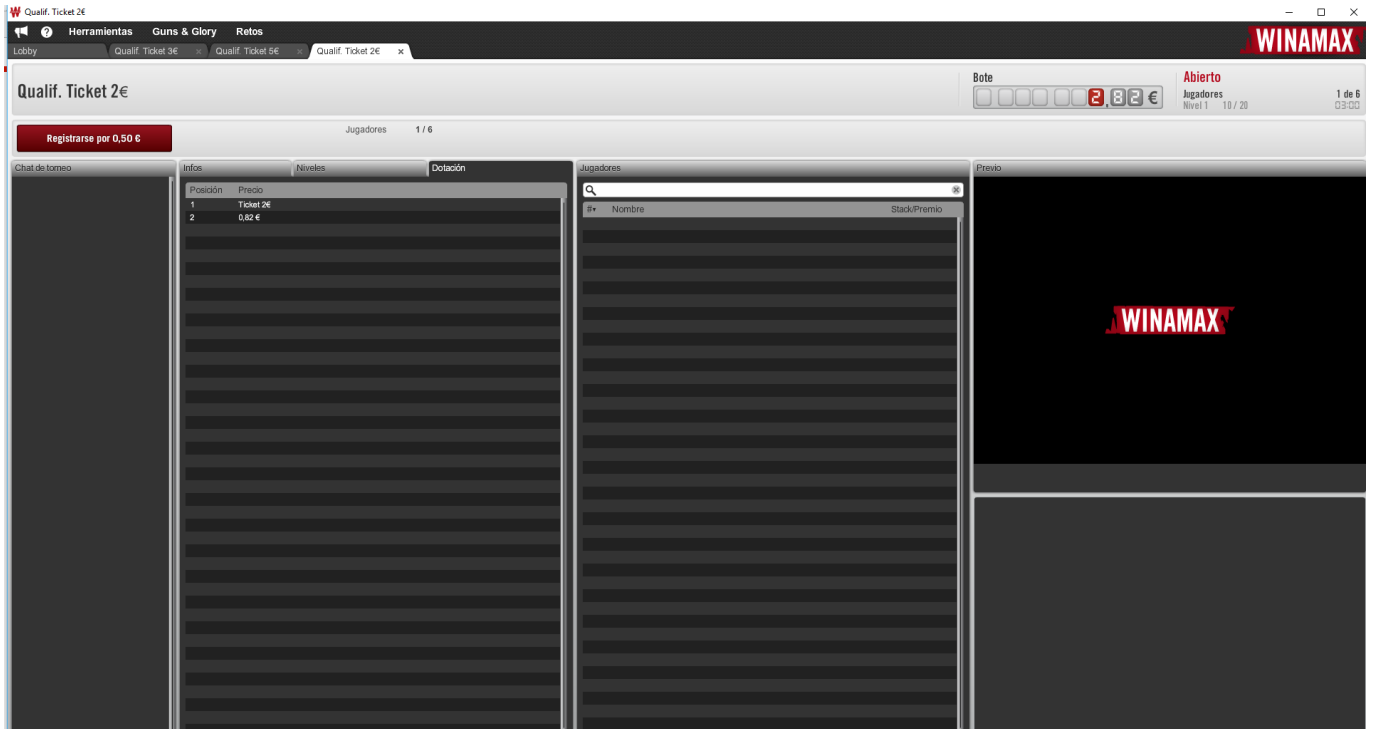 Qualif. Ticket 2€
Herramientas Guns & Glory Retos
WINAMAX
Lobby Qualif. Ticket 3€ Qualif. Ticket 5€ Qualif. Ticket 2€
Qualif. Ticket 2€
Bote
2,82 €
Abierto
Jugadores 1 de 6
Nivel 1 10 / 20 03:00
Registrarse por 0,50 €
Jugadores 1 / 6
Chat de torneo Infos Niveles Dotación Jugadores Previo
Posición Precio
1 Ticket 2€
2 0,82 €
# Nombre Stack/Premio
WINAMAX